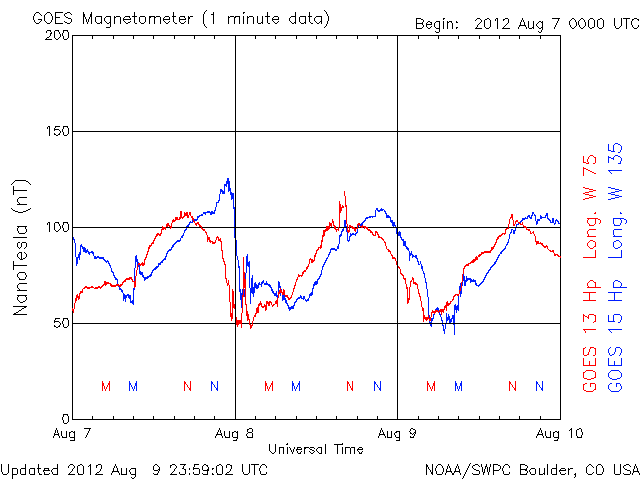 GOES Magnetometer (1 minute data) Begin: 2012 Aug 7 0000 UTC
200
150
100
50
0
NanoTesla (nT)
M M N N M M N N M M N N
Aug 7 Aug 8 Aug 9 Aug 10
Universal Time
GOES 13 Hp Long. W 75
GOES 15 Hp Long. W 135
Updated 2012 Aug 9 23:59:02 UTC NOAA/SWPC Boulder, CO USA